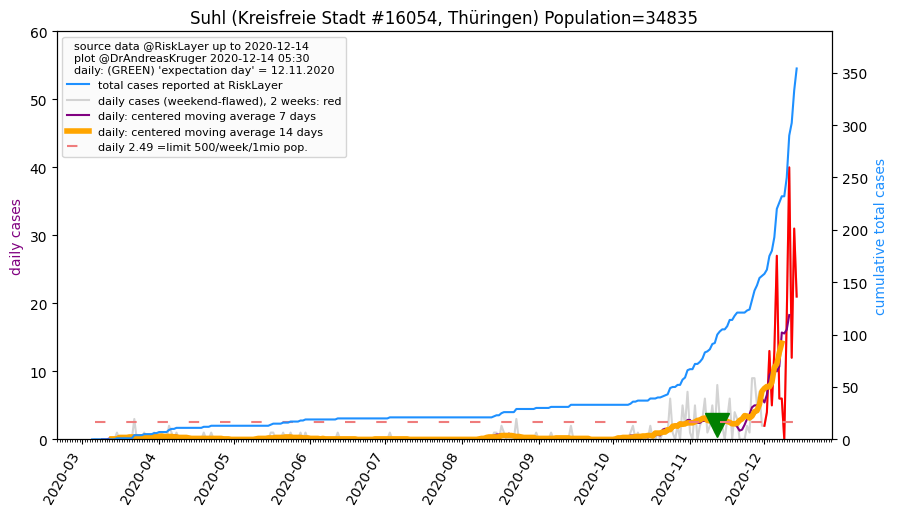 Suhl (Kreisfreie Stadt #16054, Thüringen) Population=34835
source data @RiskLayer up to 2020-12-14
plot @DrAndreasKruger 2020-12-14 05:30
daily: (GREEN) 'expectation day' = 12.11.2020
total cases reported at RiskLayer
daily cases (weekend-flawed), 2 weeks: red
daily: centered moving average 7 days
daily: centered moving average 14 days
daily 2.49 =limit 500/week/1mio pop.
daily cases
60
50
40
30
20
10
0
cumulative total cases
350
300
250
200
150
100
50
0
2020-03
2020-04
2020-05
2020-06
2020-07
2020-08
2020-09
2020-10
2020-11
2020-12